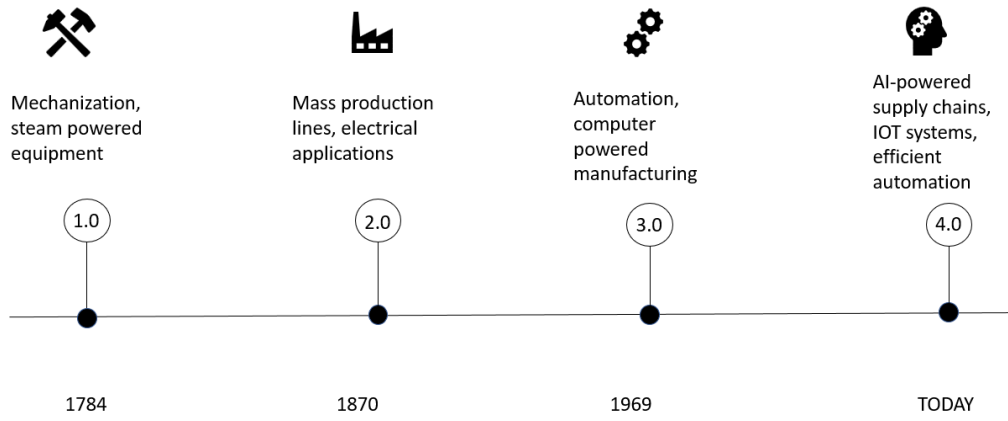 Mechanization,
steam powered
equipment
Mass production
lines, electrical
applications
Automation,
computer
powered
manufacturing
AI-powered
supply chains,
IOT systems,
efficient
automation
1.0
2.0
3.0
4.0
1784
1870
1969
TODAY